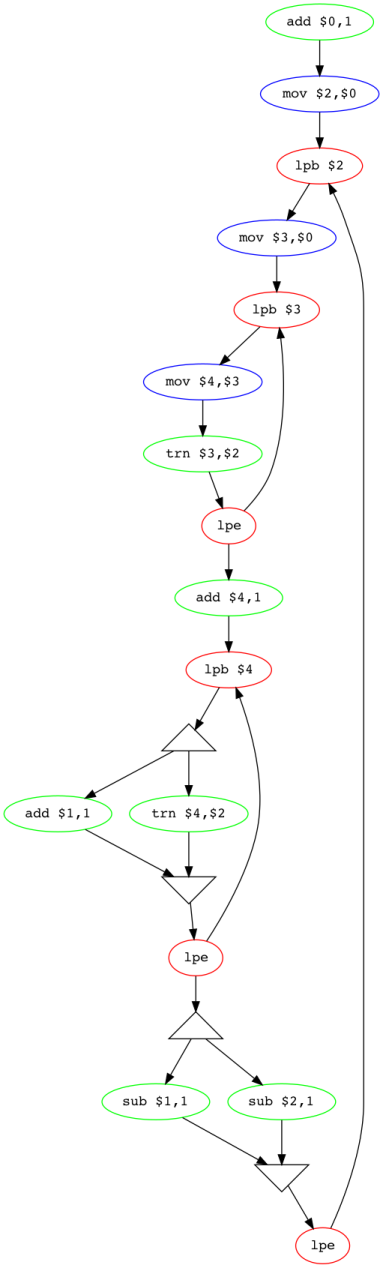 add $0,1
mov $2,$0
lpb $2
mov $3,$0
lpb $3
mov $4,$3
trn $3,$2
lpe
add $4,1
lpb $4
add $1,1
trn $4,$2
lpe
sub $1,1
sub $2,1
lpe